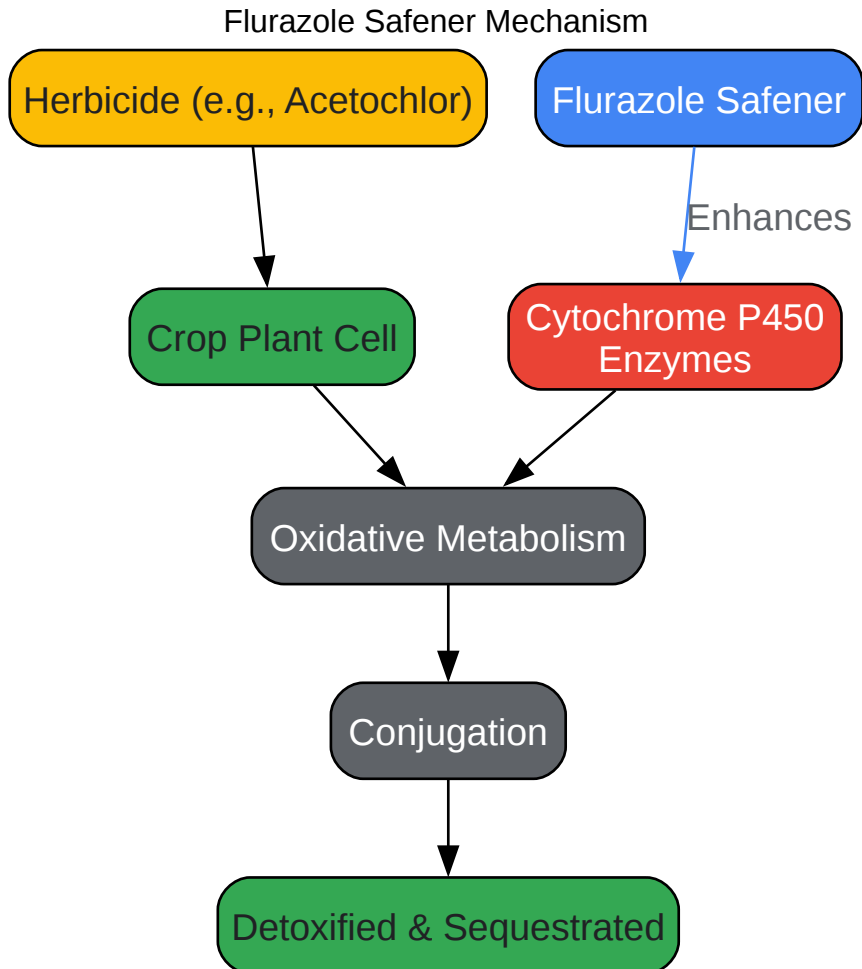 Flurazole Safener Mechanism
Herbicide (e.g., Acetochlor)
Flurazole Safener
Enhances
Crop Plant Cell
Cytochrome P450
Enzymes
Oxidative Metabolism
Conjugation
Detoxified & Sequestrated